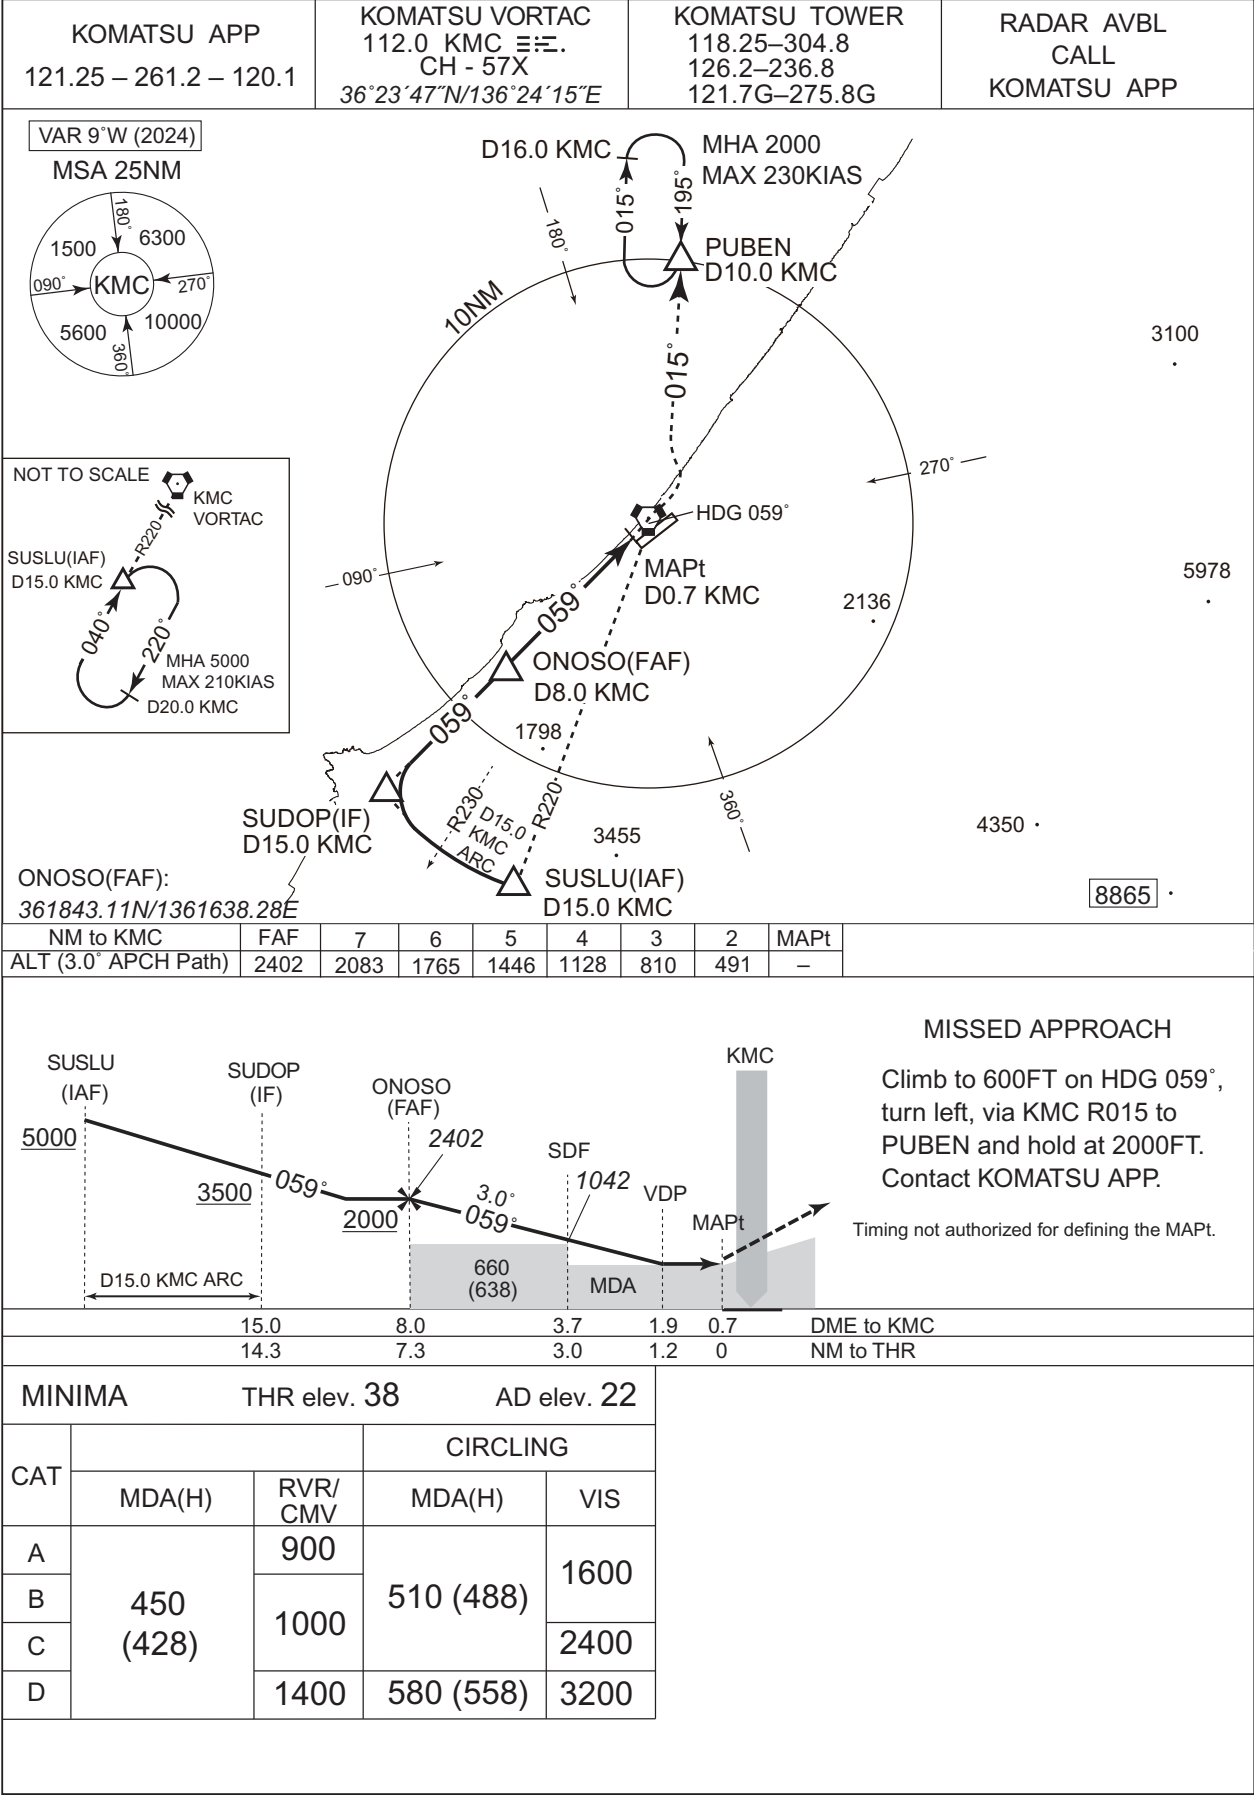 KOMATSU APP
121.25 – 261.2 – 120.1
KOMATSU VORTAC
112.0 KMC
CH - 57X
36˚23´47˝N/136˚24´15˝E
KOMATSU TOWER
118.25–304.8
126.2–236.8
121.7G–275.8G
RADAR AVBL
CALL
KOMATSU APP
VAR 9˚W (2024)
MSA 25NM
180˚
1500
6300
090˚
KMC
270˚
5600
10000
360˚
D16.0 KMC
MHA 2000
MAX 230KIAS
015˚
195˚
180˚
PUBEN
D10.0 KMC
10NM
015˚
3100
270˚
NOT TO SCALE
KMC
VORTAC
R220
SUSLU(IAF)
D15.0 KMC
040˚
220˚
MHA 5000
MAX 210KIAS
D20.0 KMC
HDG 059˚
090˚
MAPt
D0.7 KMC
059˚
5978
2136
ONOSO(FAF)
D8.0 KMC
059˚
1798
R230
D15.0
KMC
ARC
R220
360˚
SUDOP(IF)
D15.0 KMC
3455
4350
SUSLU(IAF)
D15.0 KMC
8865
ONOSO(FAF):
361843.11N/1361638.28E
NM to KMC FAF 7 6 5 4 3 2 MAPt
ALT (3.0˚ APCH Path) 2402 2083 1765 1446 1128 810 491 –
MISSED APPROACH
Climb to 600FT on HDG 059˚,
turn left, via KMC R015 to
PUBEN and hold at 2000FT.
Contact KOMATSU APP.
Timing not authorized for defining the MAPt.
SUSLU
(IAF)
SUDOP
(IF)
ONOSO
(FAF)
KMC
5000
2402
SDF
3500
059˚
2000
3.0˚
059˚
1042
VDP
MAPt
D15.0 KMC ARC
660
(638)
MDA
15.0 8.0 3.7 1.9 0.7 DME to KMC
14.3 7.3 3.0 1.2 0 NM to THR
MINIMA THR elev. 38 AD elev. 22
CAT
CIRCLING
MDA(H)
RVR/
CMV
MDA(H)
VIS
A
900
B
1600
450
(428)
1000
510 (488)
C
2400
D
1400
580 (558)
3200